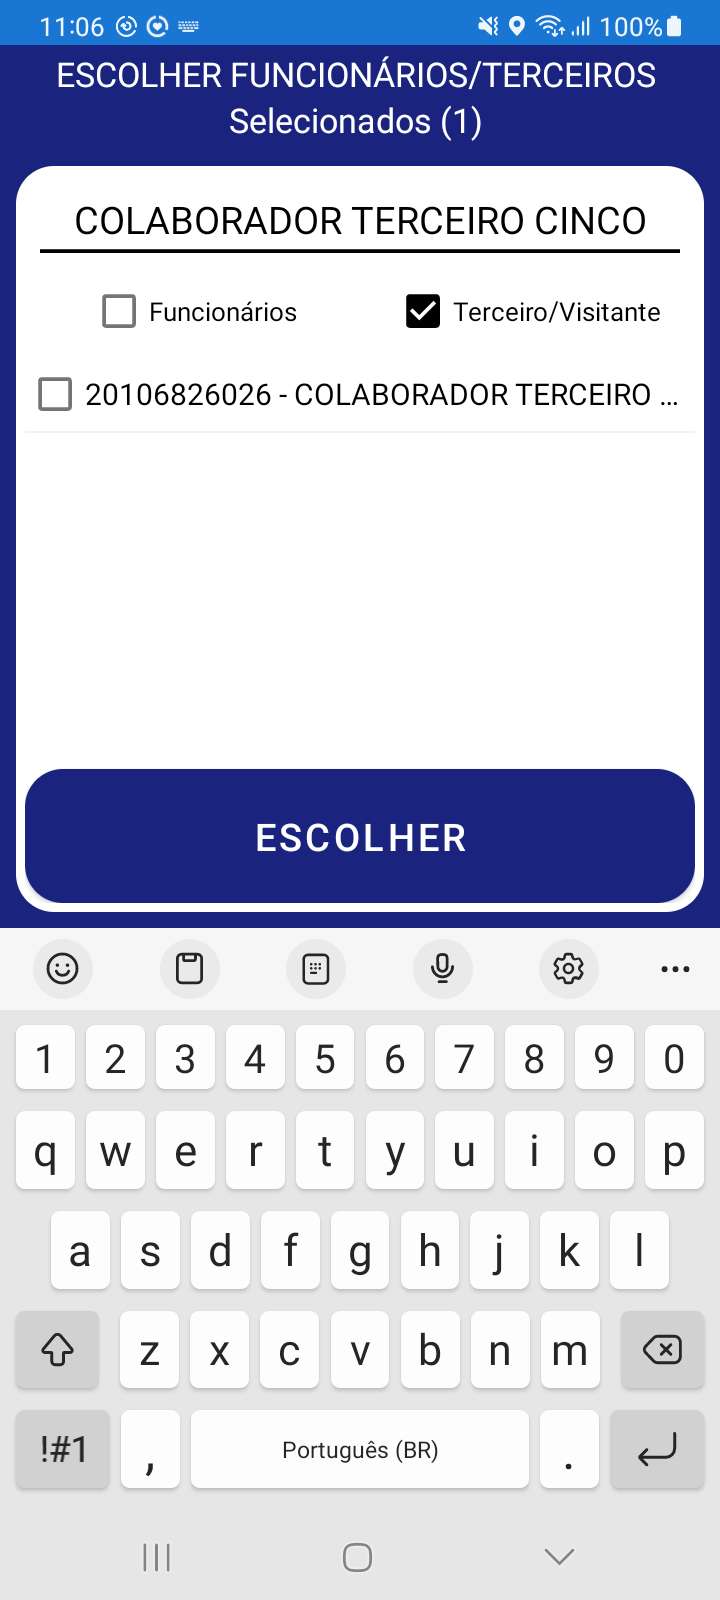 11:06 100%
ESCOLHER FUNCIONÁRIOS/TERCEIROS
Selecionados (1)
COLABORADOR TERCEIRO CINCO
Funcionários Terceiro/Visitante
20106826026 - COLABORADOR TERCEIRO ...
ESCOLHER
1 2 3 4 5 6 7 8 9 0
q w e r t y u i o p
a s d f g h j k l
z x c v b n m
!#1 , Português (BR) .